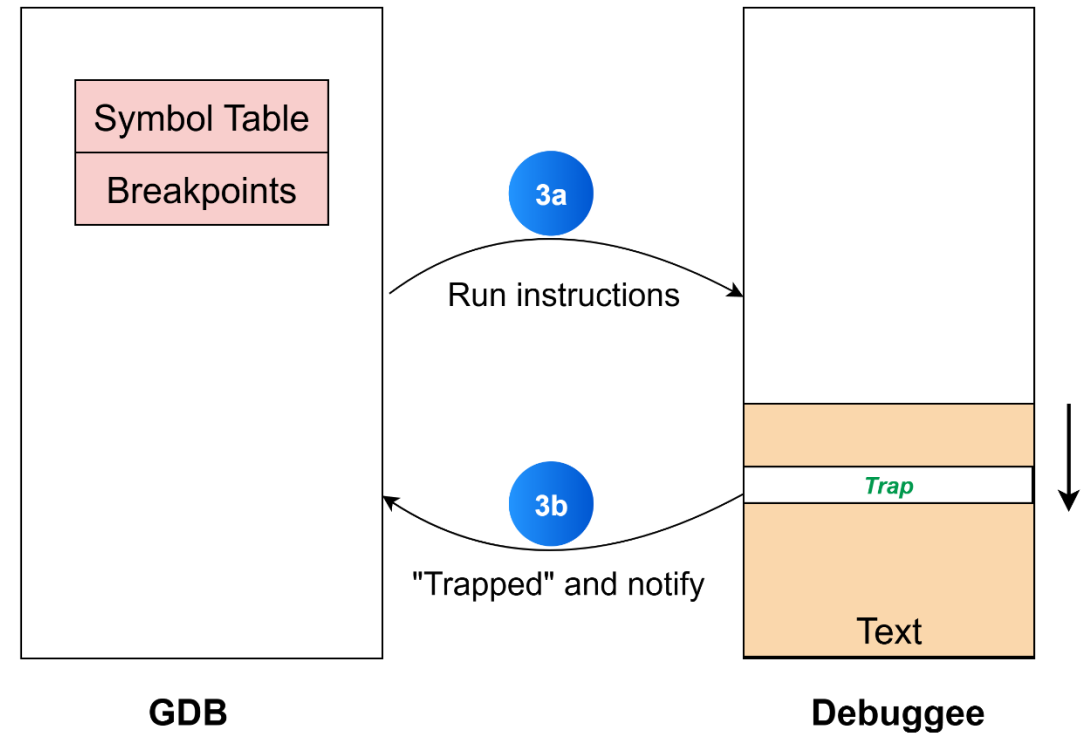 Symbol Table
Breakpoints
3a
Run instructions
Trap
3b
"Trapped" and notify
Text
GDB
Debuggee